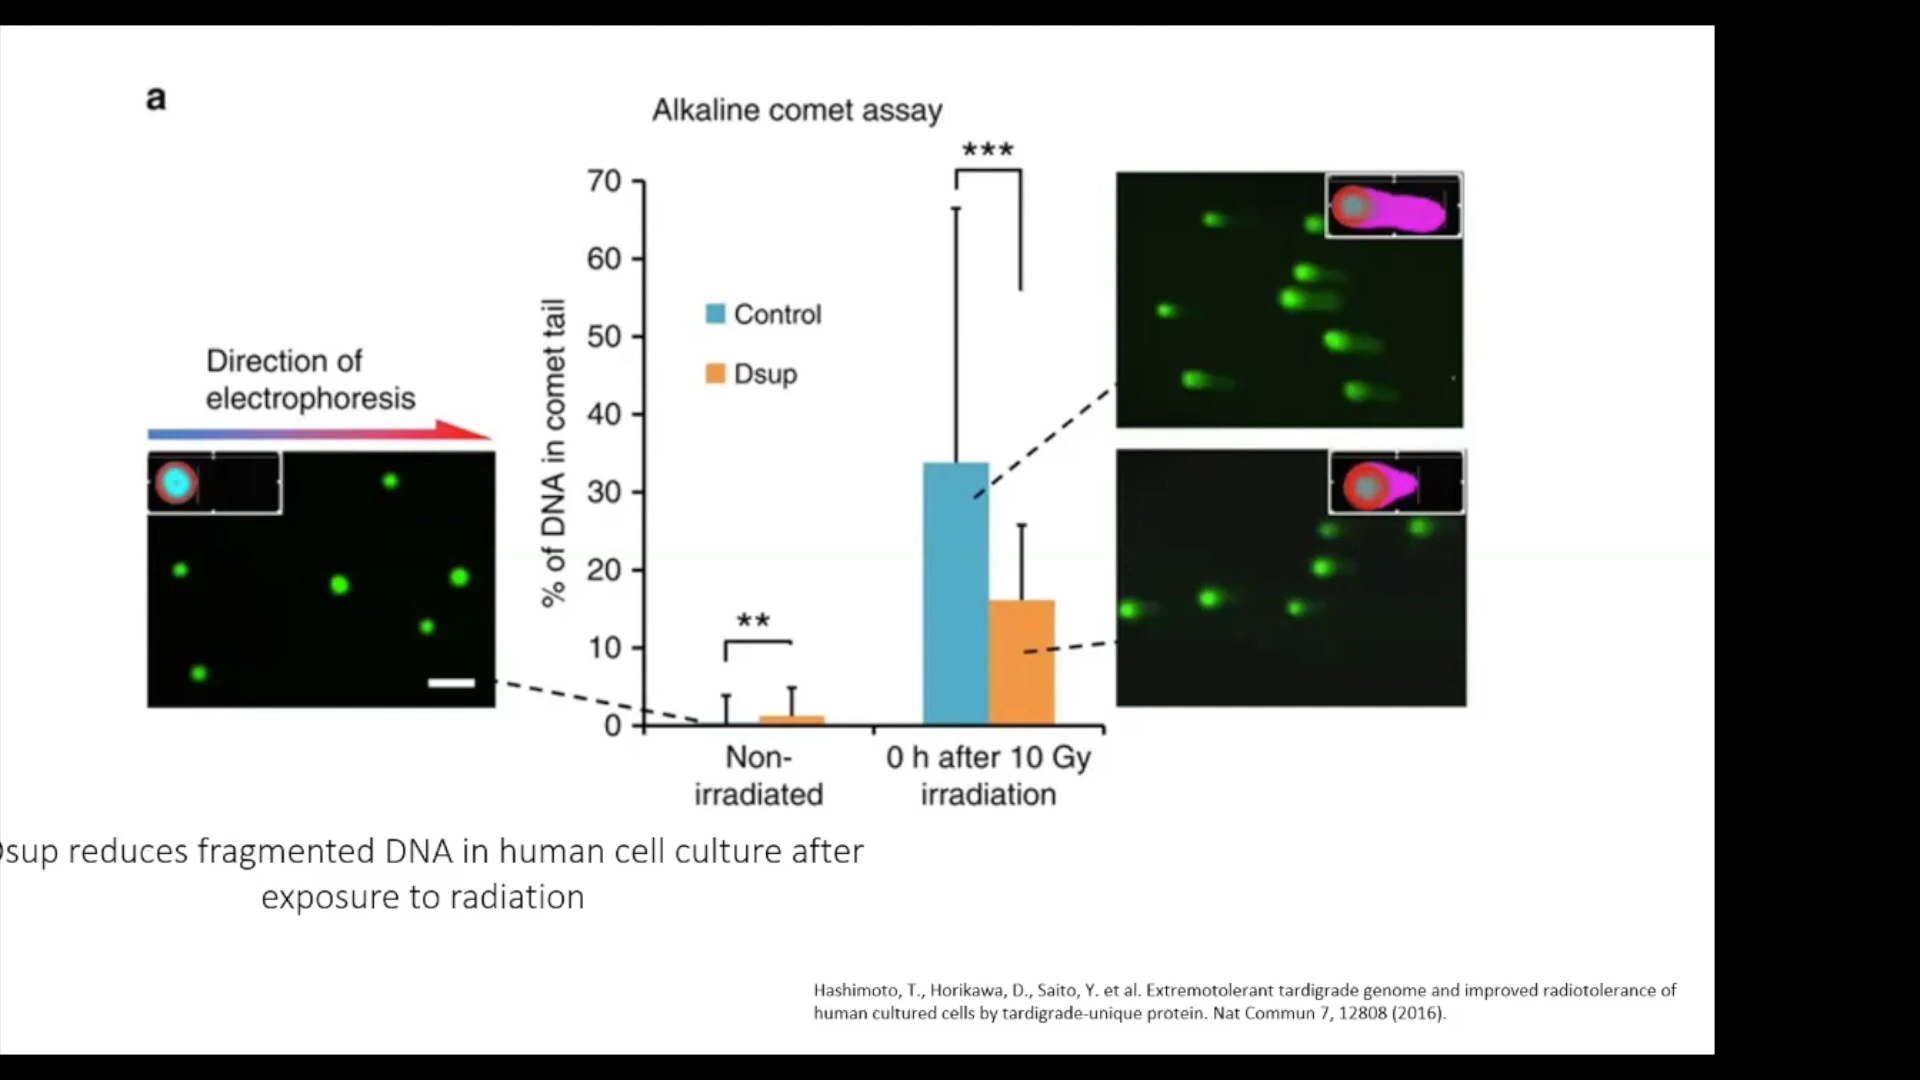 a
Alkaline comet assay
***
70
60
50
40
30
20
10
0
% of DNA in comet tail
Control
Dsup
**
Direction of
electrophoresis
Non-
irradiated
0 h after 10 Gy
irradiation
Dsup reduces fragmented DNA in human cell culture after
exposure to radiation
Hashimoto, T., Horikawa, D., Saito, Y. et al. Extremotolerant tardigrade genome and improved radiotolerance of
human cultured cells by tardigrade-unique protein. Nat Commun 7, 12808 (2016).